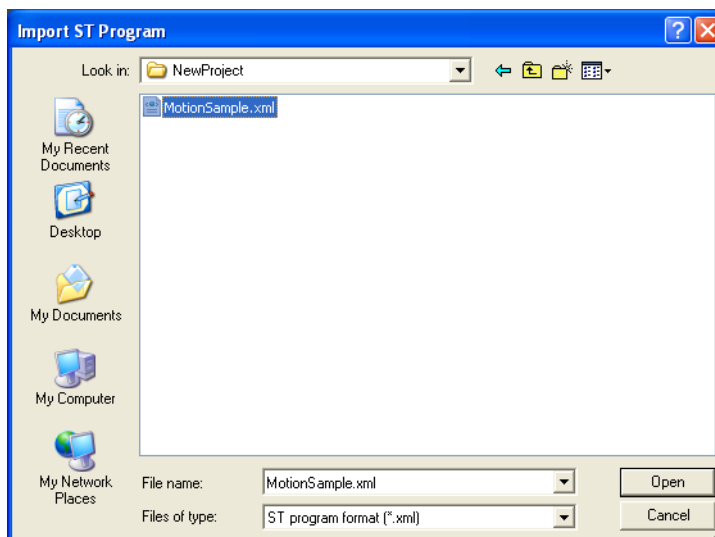 Import ST Program
Look in:
NewProject
MotionSample.xml
My Recent
Documents
Desktop
My Documents
My Computer
My Network
Places
File name:
MotionSample.xml
Open
Files of type:
ST program format (*.xml)
Cancel